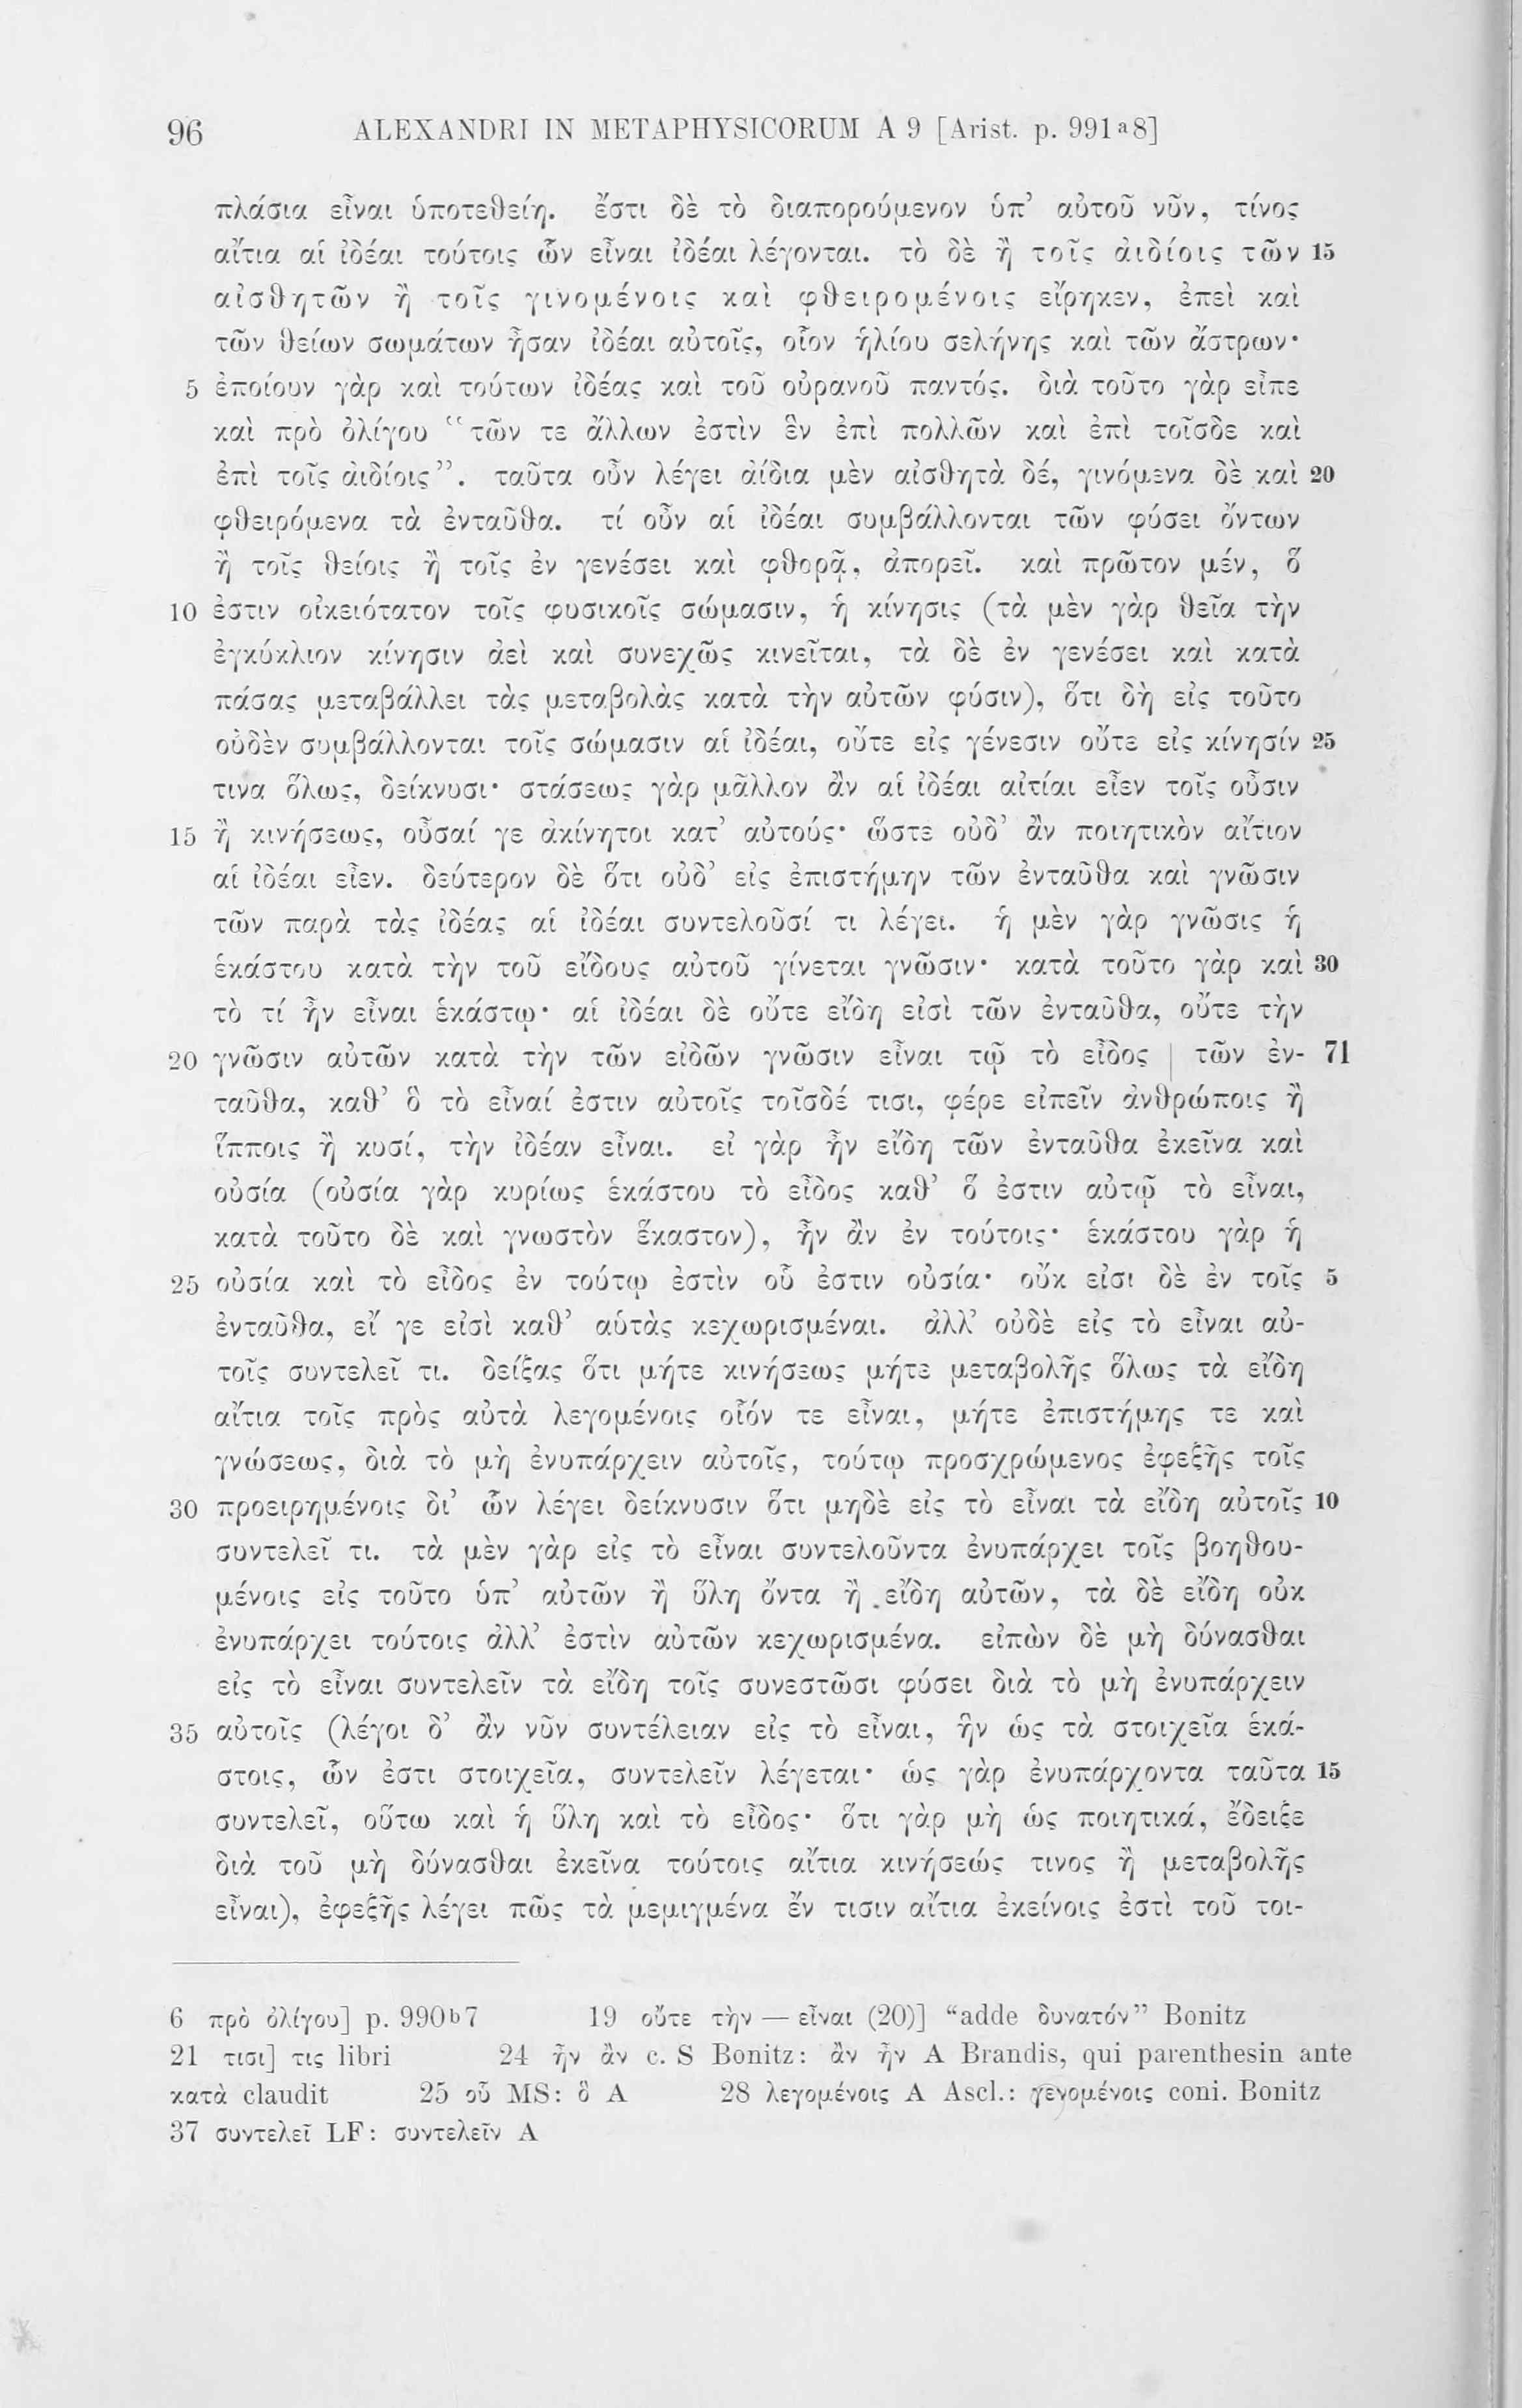 96 ALEXANDRI IN METAPHYSICORUM A 9 [Arist. p. 991ª8]
πλάσια εἶναι ὑποτεθείη. ἔστι δὲ τὸ διαπορούμενον ὑπ’ αὐτοῦ νῦν, τίνος
αἴτια αἱ ἰδέαι τούτοις ὧν εἶναι ἰδέαι λέγονται. τὸ δὲ ἢ τοῖς ἀιδίοις τῶν 15
αἰσθητῶν ἢ τοῖς γινομένοις καὶ φθειρομένοις εἴρηκεν, ἐπεὶ καὶ
τῶν θείων σωμάτων ἦσαν ἰδέαι αὐτοῖς, οἷον ἡλίου σελήνης καὶ τῶν ἄστρων·
5 ἐποίουν γὰρ καὶ τούτων ἰδέας καὶ τοῦ οὐρανοῦ παντός. διὰ τοῦτο γὰρ εἶπε
καὶ πρὸ ὀλίγου “τῶν τε ἄλλων ἐστὶν ἓν ἐπὶ πολλῶν καὶ ἐπὶ τοῖσδε καὶ
ἐπὶ τοῖς ἀιδίοις”. ταῦτα οὖν λέγει ἀίδια μὲν αἰσθητὰ δέ, γινόμενα δὲ καὶ 20
φθειρόμενα τὰ ἐνταῦθα. τί οὖν αἱ ἰδέαι συμβάλλονται τῶν φύσει ὄντων
ἢ τοῖς θείοις ἢ τοῖς ἐν γενέσει καὶ φθορᾷ, ἀπορεῖ. καὶ πρῶτον μέν, ὅ
10 ἐστιν οἰκειότατον τοῖς φυσικοῖς σώμασιν, ἡ κίνησις (τὰ μὲν γὰρ θεῖα τὴν
ἐγκύκλιον κίνησιν ἀεὶ καὶ συνεχῶς κινεῖται, τὰ δὲ ἐν γενέσει καὶ κατὰ
πάσας μεταβάλλει τὰς μεταβολὰς κατὰ τὴν αὐτῶν φύσιν), ὅτι δὴ εἰς τοῦτο
οὐδὲν συμβάλλονται τοῖς σώμασιν αἱ ἰδέαι, οὔτε εἰς γένεσιν οὔτε εἰς κίνησίν 25
τινα ὅλως, δείκνυσι· στάσεως γὰρ μᾶλλον ἂν αἱ ἰδέαι αἰτίαι εἶεν τοῖς οὖσιν
15 ἢ κινήσεως, οὖσαί γε ἀκίνητοι κατ’ αὐτούς· ὥστε οὐδ’ ἂν ποιητικὸν αἴτιον
αἱ ἰδέαι εἶεν. δεύτερον δὲ ὅτι οὐδ’ εἰς ἐπιστήμην τῶν ἐνταῦθα καὶ γνῶσιν
τῶν παρὰ τὰς ἰδέας αἱ ἰδέαι συντελοῦσί τι λέγει. ἡ μὲν γὰρ γνῶσις ἡ
ἑκάστου κατὰ τὴν τοῦ εἴδους αὐτοῦ γίνεται γνῶσιν· κατὰ τοῦτο γὰρ καὶ 30
τὸ τί ἦν εἶναι ἑκάστῳ· αἱ ἰδέαι δὲ οὔτε εἴδη εἰσὶ τῶν ἐνταῦθα, οὔτε τὴν
20 γνῶσιν αὐτῶν κατὰ τὴν τῶν εἰδῶν γνῶσιν εἶναι τῷ τὸ εἶδος | τῶν ἐν- 71
ταῦθα, καθ’ ὃ τὸ εἶναί ἐστιν αὐτοῖς τοῖσδέ τισι, φέρε εἰπεῖν ἀνθρώποις ἢ
ἵπποις ἢ κυσί, τὴν ἰδέαν εἶναι. εἰ γὰρ ἦν εἴδη τῶν ἐνταῦθα ἐκεῖνα καὶ
οὐσία (οὐσία γὰρ κυρίως ἑκάστου τὸ εἶδος καθ’ ὅ ἐστιν αὐτῷ τὸ εἶναι,
κατὰ τοῦτο δὲ καὶ γνωστὸν ἕκαστον), ἦν ἂν ἐν τούτοις· ἑκάστου γὰρ ἡ
25 οὐσία καὶ τὸ εἶδος ἐν τούτῳ ἐστὶν οὗ ἐστιν οὐσία· οὔκ εἰσι δὲ ἐν τοῖς 5
ἐνταῦθα, εἴ γε εἰσὶ καθ’ αὑτὰς κεχωρισμέναι. ἀλλ’ οὐδὲ εἰς τὸ εἶναι αὐ-
τοῖς συντελεῖ τι. δείξας ὅτι μήτε κινήσεως μήτε μεταβολῆς ὅλως τὰ εἴδη
αἴτια τοῖς πρὸς αὐτὰ λεγομένοις οἷόν τε εἶναι, μήτε ἐπιστήμης τε καὶ
γνώσεως, διὰ τὸ μὴ ἐνυπάρχειν αὐτοῖς, τούτῳ προσχρώμενος ἐφεξῆς τοῖς
30 προειρημένοις δι’ ὧν λέγει δείκνυσιν ὅτι μηδὲ εἰς τὸ εἶναι τὰ εἴδη αὐτοῖς 10
συντελεῖ τι. τὰ μὲν γὰρ εἰς τὸ εἶναι συντελοῦντα ἐνυπάρχει τοῖς βοηθου-
μένοις εἰς τοῦτο ὑπ’ αὐτῶν ἢ ὕλη ὄντα ἢ εἴδη αὐτῶν, τὰ δὲ εἴδη οὐκ
ἐνυπάρχει τούτοις ἀλλ’ ἐστὶν αὐτῶν κεχωρισμένα. εἰπὼν δὲ μὴ δύνασθαι
εἰς τὸ εἶναι συντελεῖν τὰ εἴδη τοῖς συνεστῶσι φύσει διὰ τὸ μὴ ἐνυπάρχειν
35 αὐτοῖς (λέγοι δ’ ἂν νῦν συντέλειαν εἰς τὸ εἶναι, ἣν ὡς τὰ στοιχεῖα ἑκά-
στοις, ὧν ἐστι στοιχεῖα, συντελεῖν λέγεται· ὡς γὰρ ἐνυπάρχοντα ταῦτα 15
συντελεῖ, οὕτω καὶ ἡ ὕλη καὶ τὸ εἶδος· ὅτι γὰρ μὴ ὡς ποιητικά, ἔδειξε
διὰ τοῦ μὴ δύνασθαι ἐκεῖνα τούτοις αἴτια κινήσεώς τινος ἢ μεταβολῆς
εἶναι), ἐφεξῆς λέγει πῶς τὰ μεμιγμένα ἔν τισιν αἴτια ἐκείνοις ἐστὶ τοῦ τοι-
6 πρὸ ὀλίγου] p. 990ᵇ7 19 οὔτε τὴν — εἶναι (20)] “adde δυνατόν” Bonitz
21 τισι] τις libri 24 ἦν ἂν c. S Bonitz: ἂν ἦν A Brandis, qui parenthesin ante
κατὰ claudit 25 οὗ MS: ὃ A 28 λεγομένοις A Ascl.: γενομένοις coni. Bonitz
37 συντελεῖ LF: συντελεῖν A